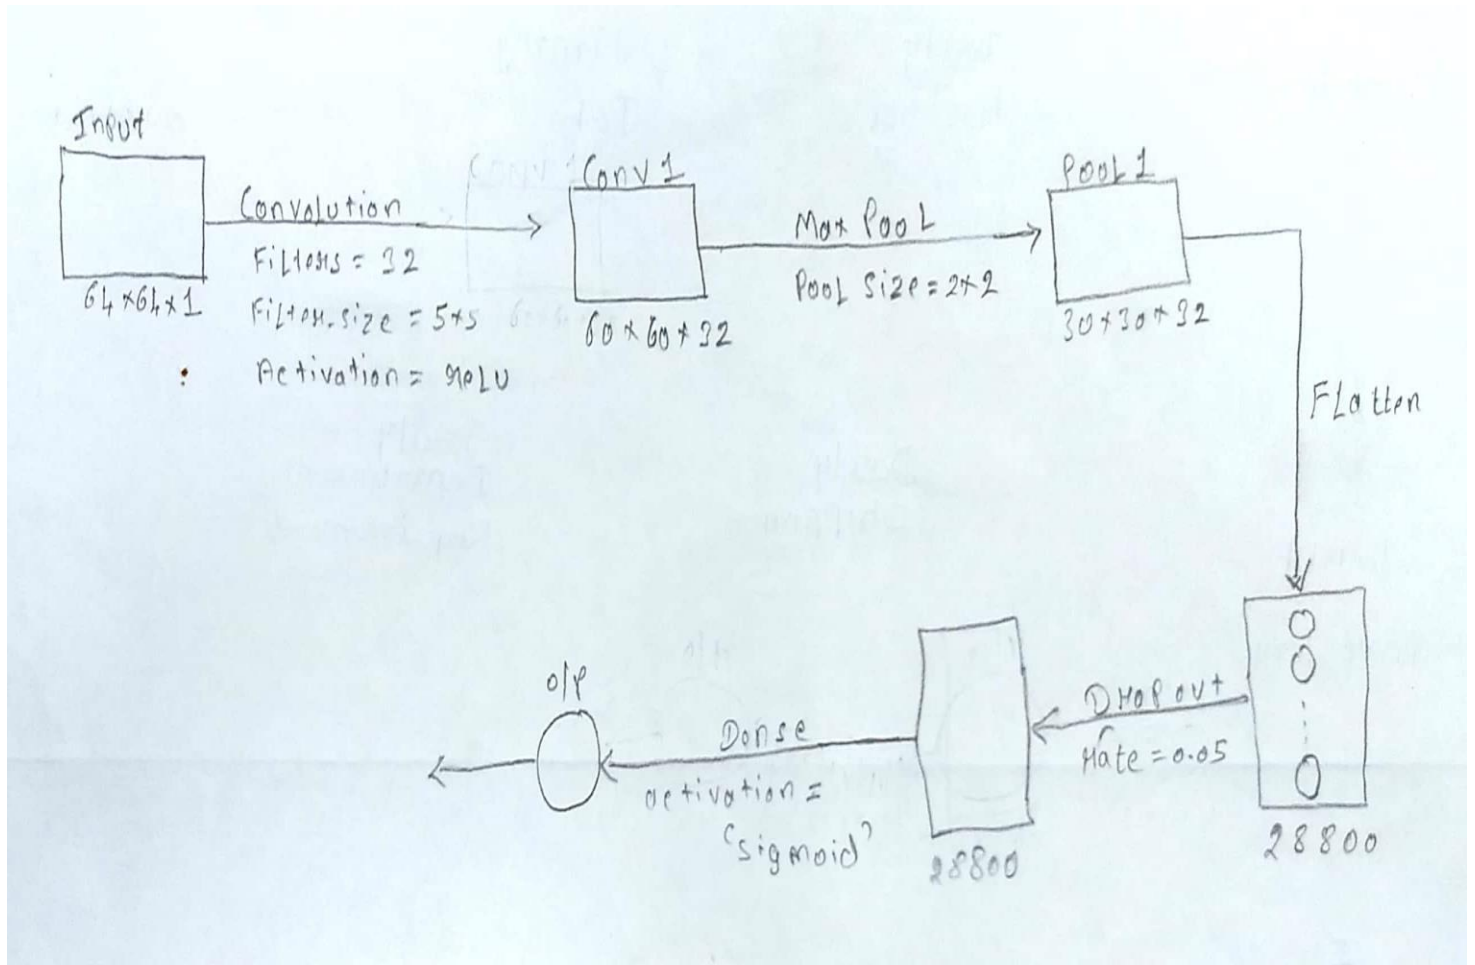 Input
64×64×1
Convolution
Filters = 32
Filter.size = 5×5
Activation = relu
Conv 1
60×60×32
Max Pool
Pool Size = 2×2
Pool 1
30×30×32
Flatten
28800
Dropout
rate = 0.05
28800
Dense
activation =
'sigmoid'
o/p